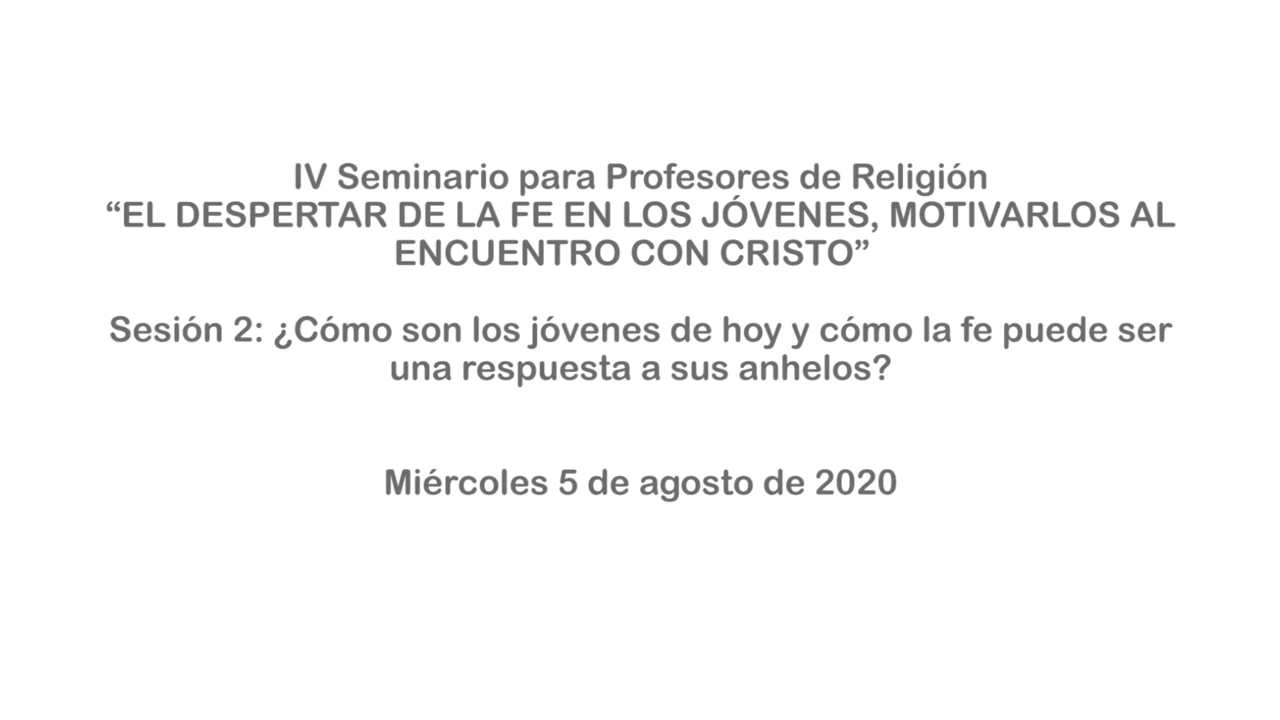 IV Seminario para Profesores de Religión
“EL DESPERTAR DE LA FE EN LOS JÓVENES, MOTIVARLOS AL
ENCUENTRO CON CRISTO”
Sesión 2: ¿Cómo son los jóvenes de hoy y cómo la fe puede ser
una respuesta a sus anhelos?
Miércoles 5 de agosto de 2020